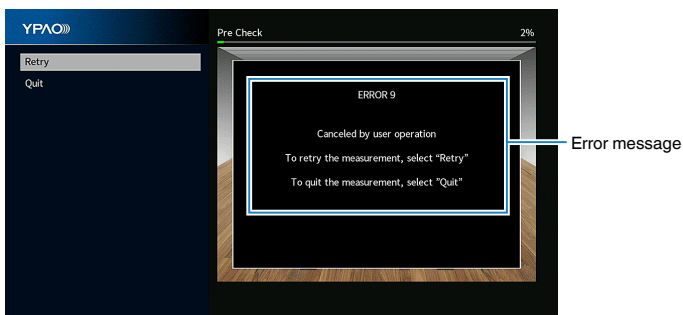 YPAO
Pre Check
2%
Retry
Quit
ERROR 9
Canceled by user operation
To retry the measurement, select “Retry”
To quit the measurement, select ”Quit”
Error message